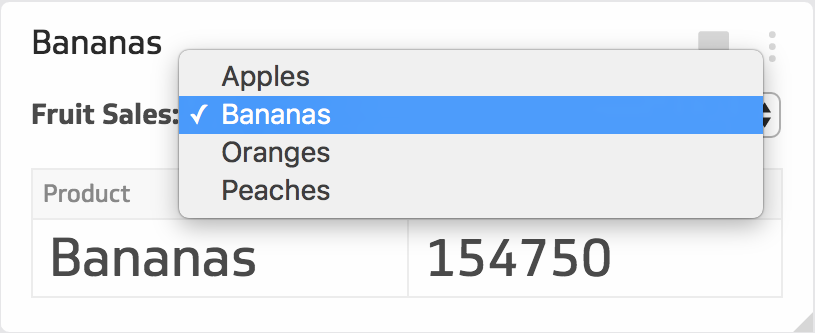 Bananas
Apples
Fruit Sales: ✓ Bananas
Oranges
Peaches
Product
Bananas 154750